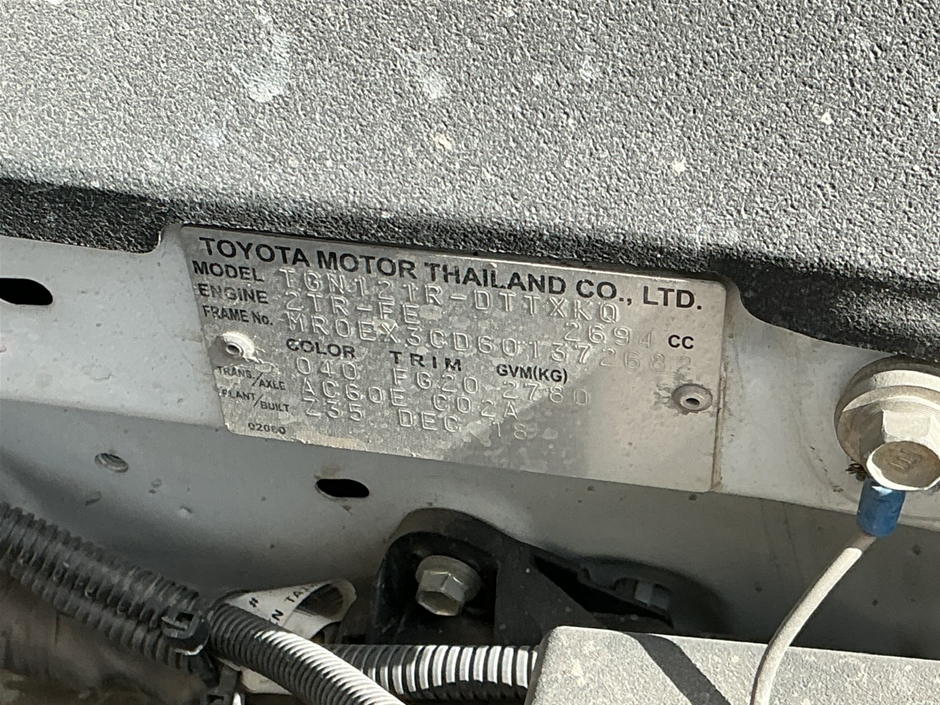 TOYOTA MOTOR THAILAND CO., LTD.
MODEL TGN121R-DTTXKQ
ENGINE 2TR-FE 2694 CC
FRAME No. MR0EX3CD601372682
COLOR TRIM GVM(KG)
040 FG20 2780
TRANS./AXLE AC60E C02A
PLANT/BUILT Z35 DEC 18
02060